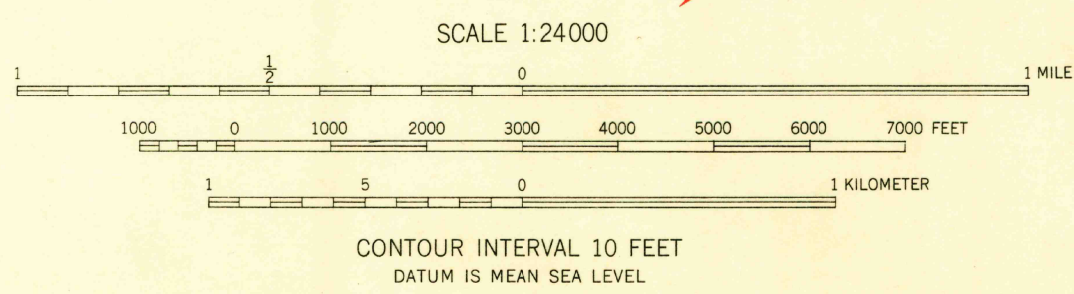 SCALE 1:24000
1 1/2 0 1 MILE
1000 0 1000 2000 3000 4000 5000 6000 7000 FEET
1 5 0 1 KILOMETER
CONTOUR INTERVAL 10 FEET
DATUM IS MEAN SEA LEVEL